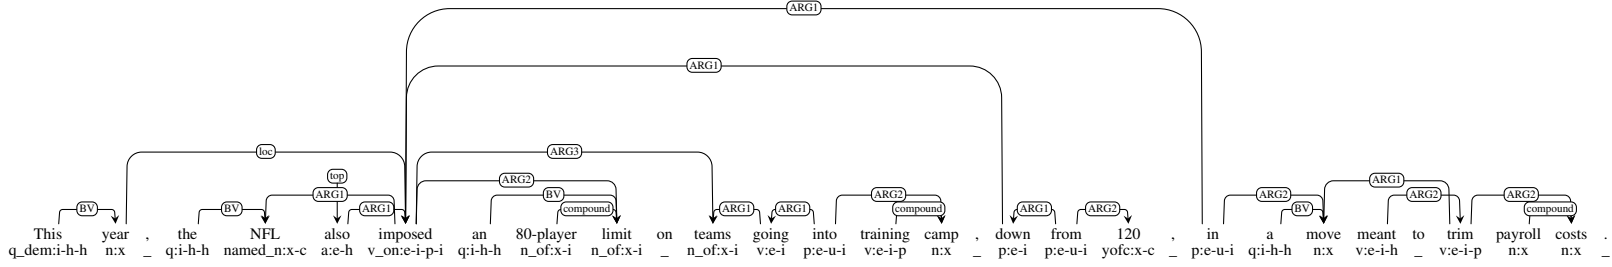 ARG1
ARG1
loc ARG3
top ARG2 ARG1
ARG1 BV ARG2 ARG2 ARG2 ARG2
BV BV ARG1 compound ARG1 ARG1 compound ARG1 ARG2 BV compound
This year , the NFL also imposed an 80-player limit on teams going into training camp , down from 120 , in a move meant to trim payroll costs .
q_dem:i-h-h n:x _ q:i-h-h named_n:x-c a:e-h v_on:e-i-p-i q:i-h-h n_of:x-i n_of:x-i _ n_of:x-i v:e-i p:e-u-i v:e-i-p n:x _ p:e-i p:e-u-i yofc:x-c _ p:e-u-i q:i-h-h n:x v:e-i-h _ v:e-i-p n:x n:x _